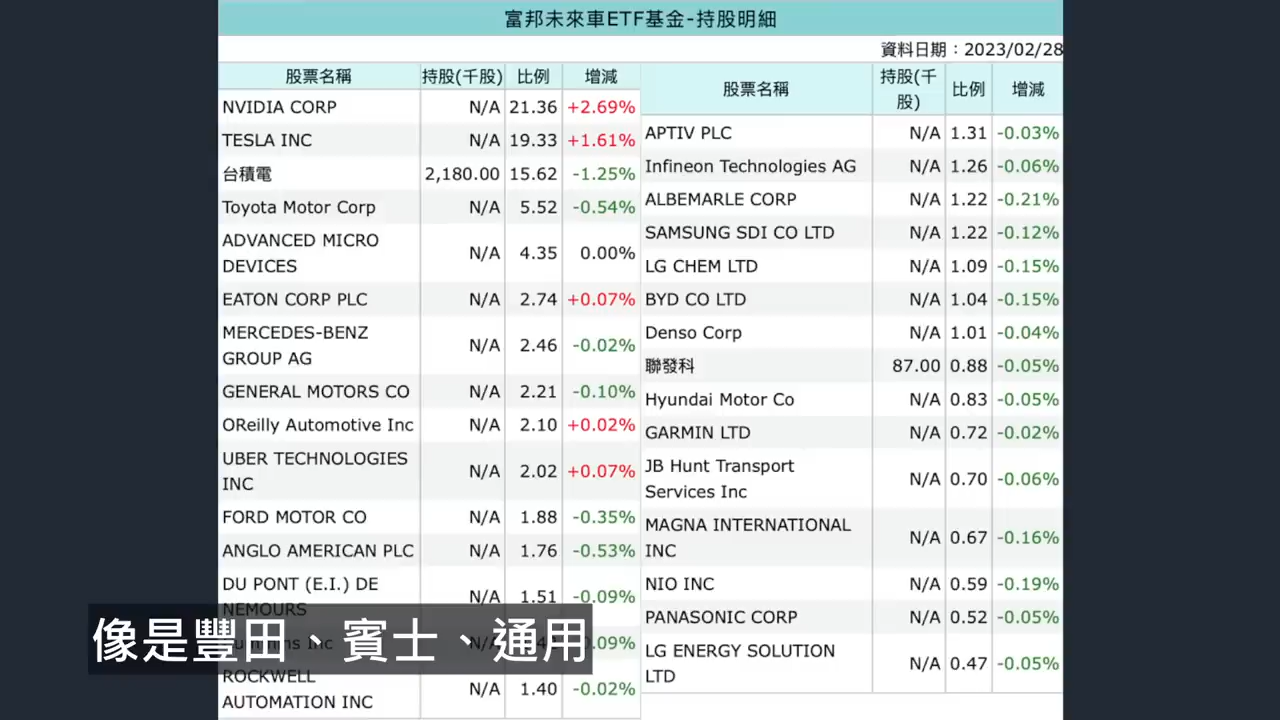 富邦未來車ETF基金-持股明細
資料日期：2023/02/28
股票名稱 持股(千股) 比例 增減
NVIDIA CORP N/A 21.36 +2.69%
TESLA INC N/A 19.33 +1.61%
台積電 2,180.00 15.62 -1.25%
Toyota Motor Corp N/A 5.52 -0.54%
ADVANCED MICRO
DEVICES N/A 4.35 0.00%
EATON CORP PLC N/A 2.74 +0.07%
MERCEDES-BENZ
GROUP AG N/A 2.46 -0.02%
GENERAL MOTORS CO N/A 2.21 -0.10%
OReilly Automotive Inc N/A 2.10 +0.02%
UBER TECHNOLOGIES
INC N/A 2.02 +0.07%
FORD MOTOR CO N/A 1.88 -0.35%
ANGLO AMERICAN PLC N/A 1.76 -0.53%
DU PONT (E.I.) DE
NEMOURS N/A 1.51 -0.09%
Inc N/A
ROCKWELL
AUTOMATION INC N/A 1.40 -0.02%
股票名稱 持股(千
股) 比例 增減
APTIV PLC N/A 1.31 -0.03%
Infineon Technologies AG N/A 1.26 -0.06%
ALBEMARLE CORP N/A 1.22 -0.21%
SAMSUNG SDI CO LTD N/A 1.22 -0.12%
LG CHEM LTD N/A 1.09 -0.15%
BYD CO LTD N/A 1.04 -0.15%
Denso Corp N/A 1.01 -0.04%
聯發科 87.00 0.88 -0.05%
Hyundai Motor Co N/A 0.83 -0.05%
GARMIN LTD N/A 0.72 -0.02%
JB Hunt Transport
Services Inc N/A 0.70 -0.06%
MAGNA INTERNATIONAL
INC N/A 0.67 -0.16%
NIO INC N/A 0.59 -0.19%
PANASONIC CORP N/A 0.52 -0.05%
LG ENERGY SOLUTION
LTD N/A 0.47 -0.05%
像是豐田、賓士、通用